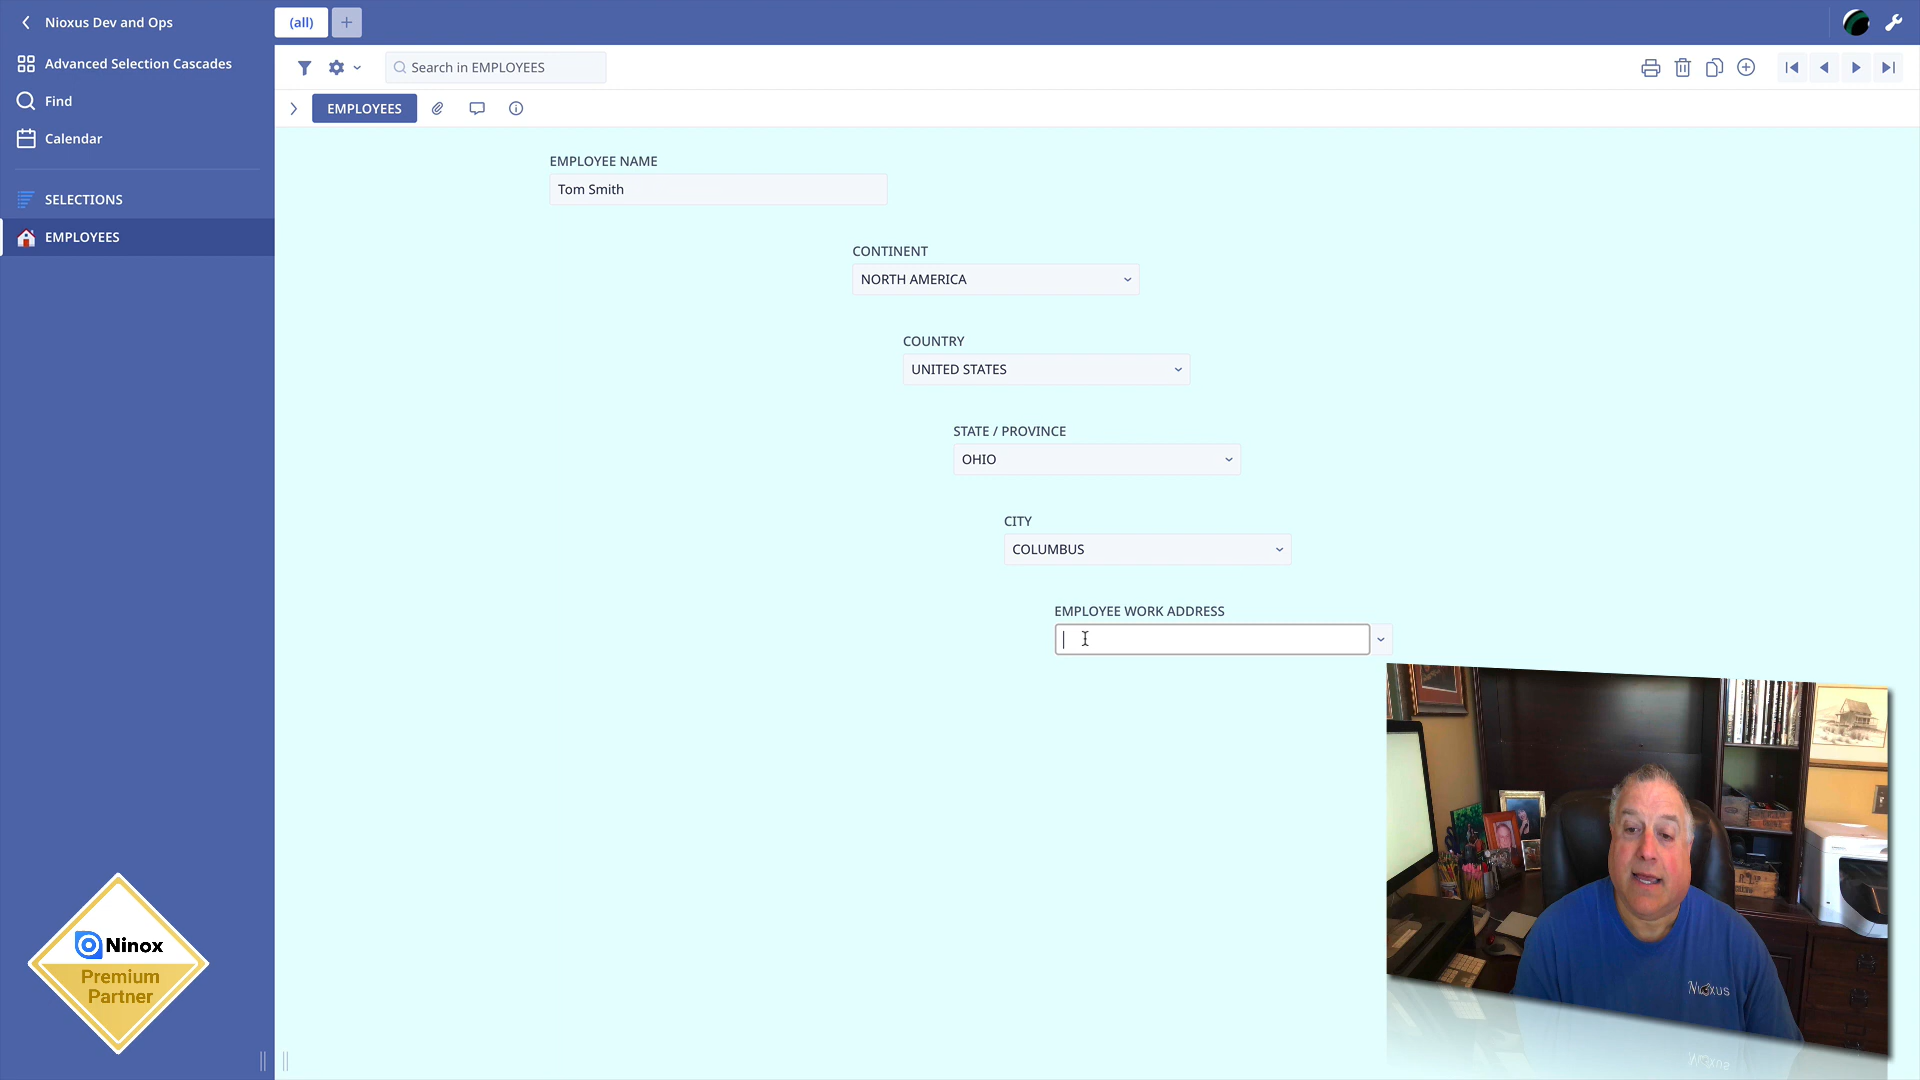 Nioxus Dev and Ops
(all)
Advanced Selection Cascades
Search in EMPLOYEES
Find
EMPLOYEES
Calendar
SELECTIONS
EMPLOYEES
EMPLOYEE NAME
Tom Smith
CONTINENT
NORTH AMERICA
COUNTRY
UNITED STATES
STATE / PROVINCE
OHIO
CITY
COLUMBUS
EMPLOYEE WORK ADDRESS
Ninox
Premium
Partner
Nioxus